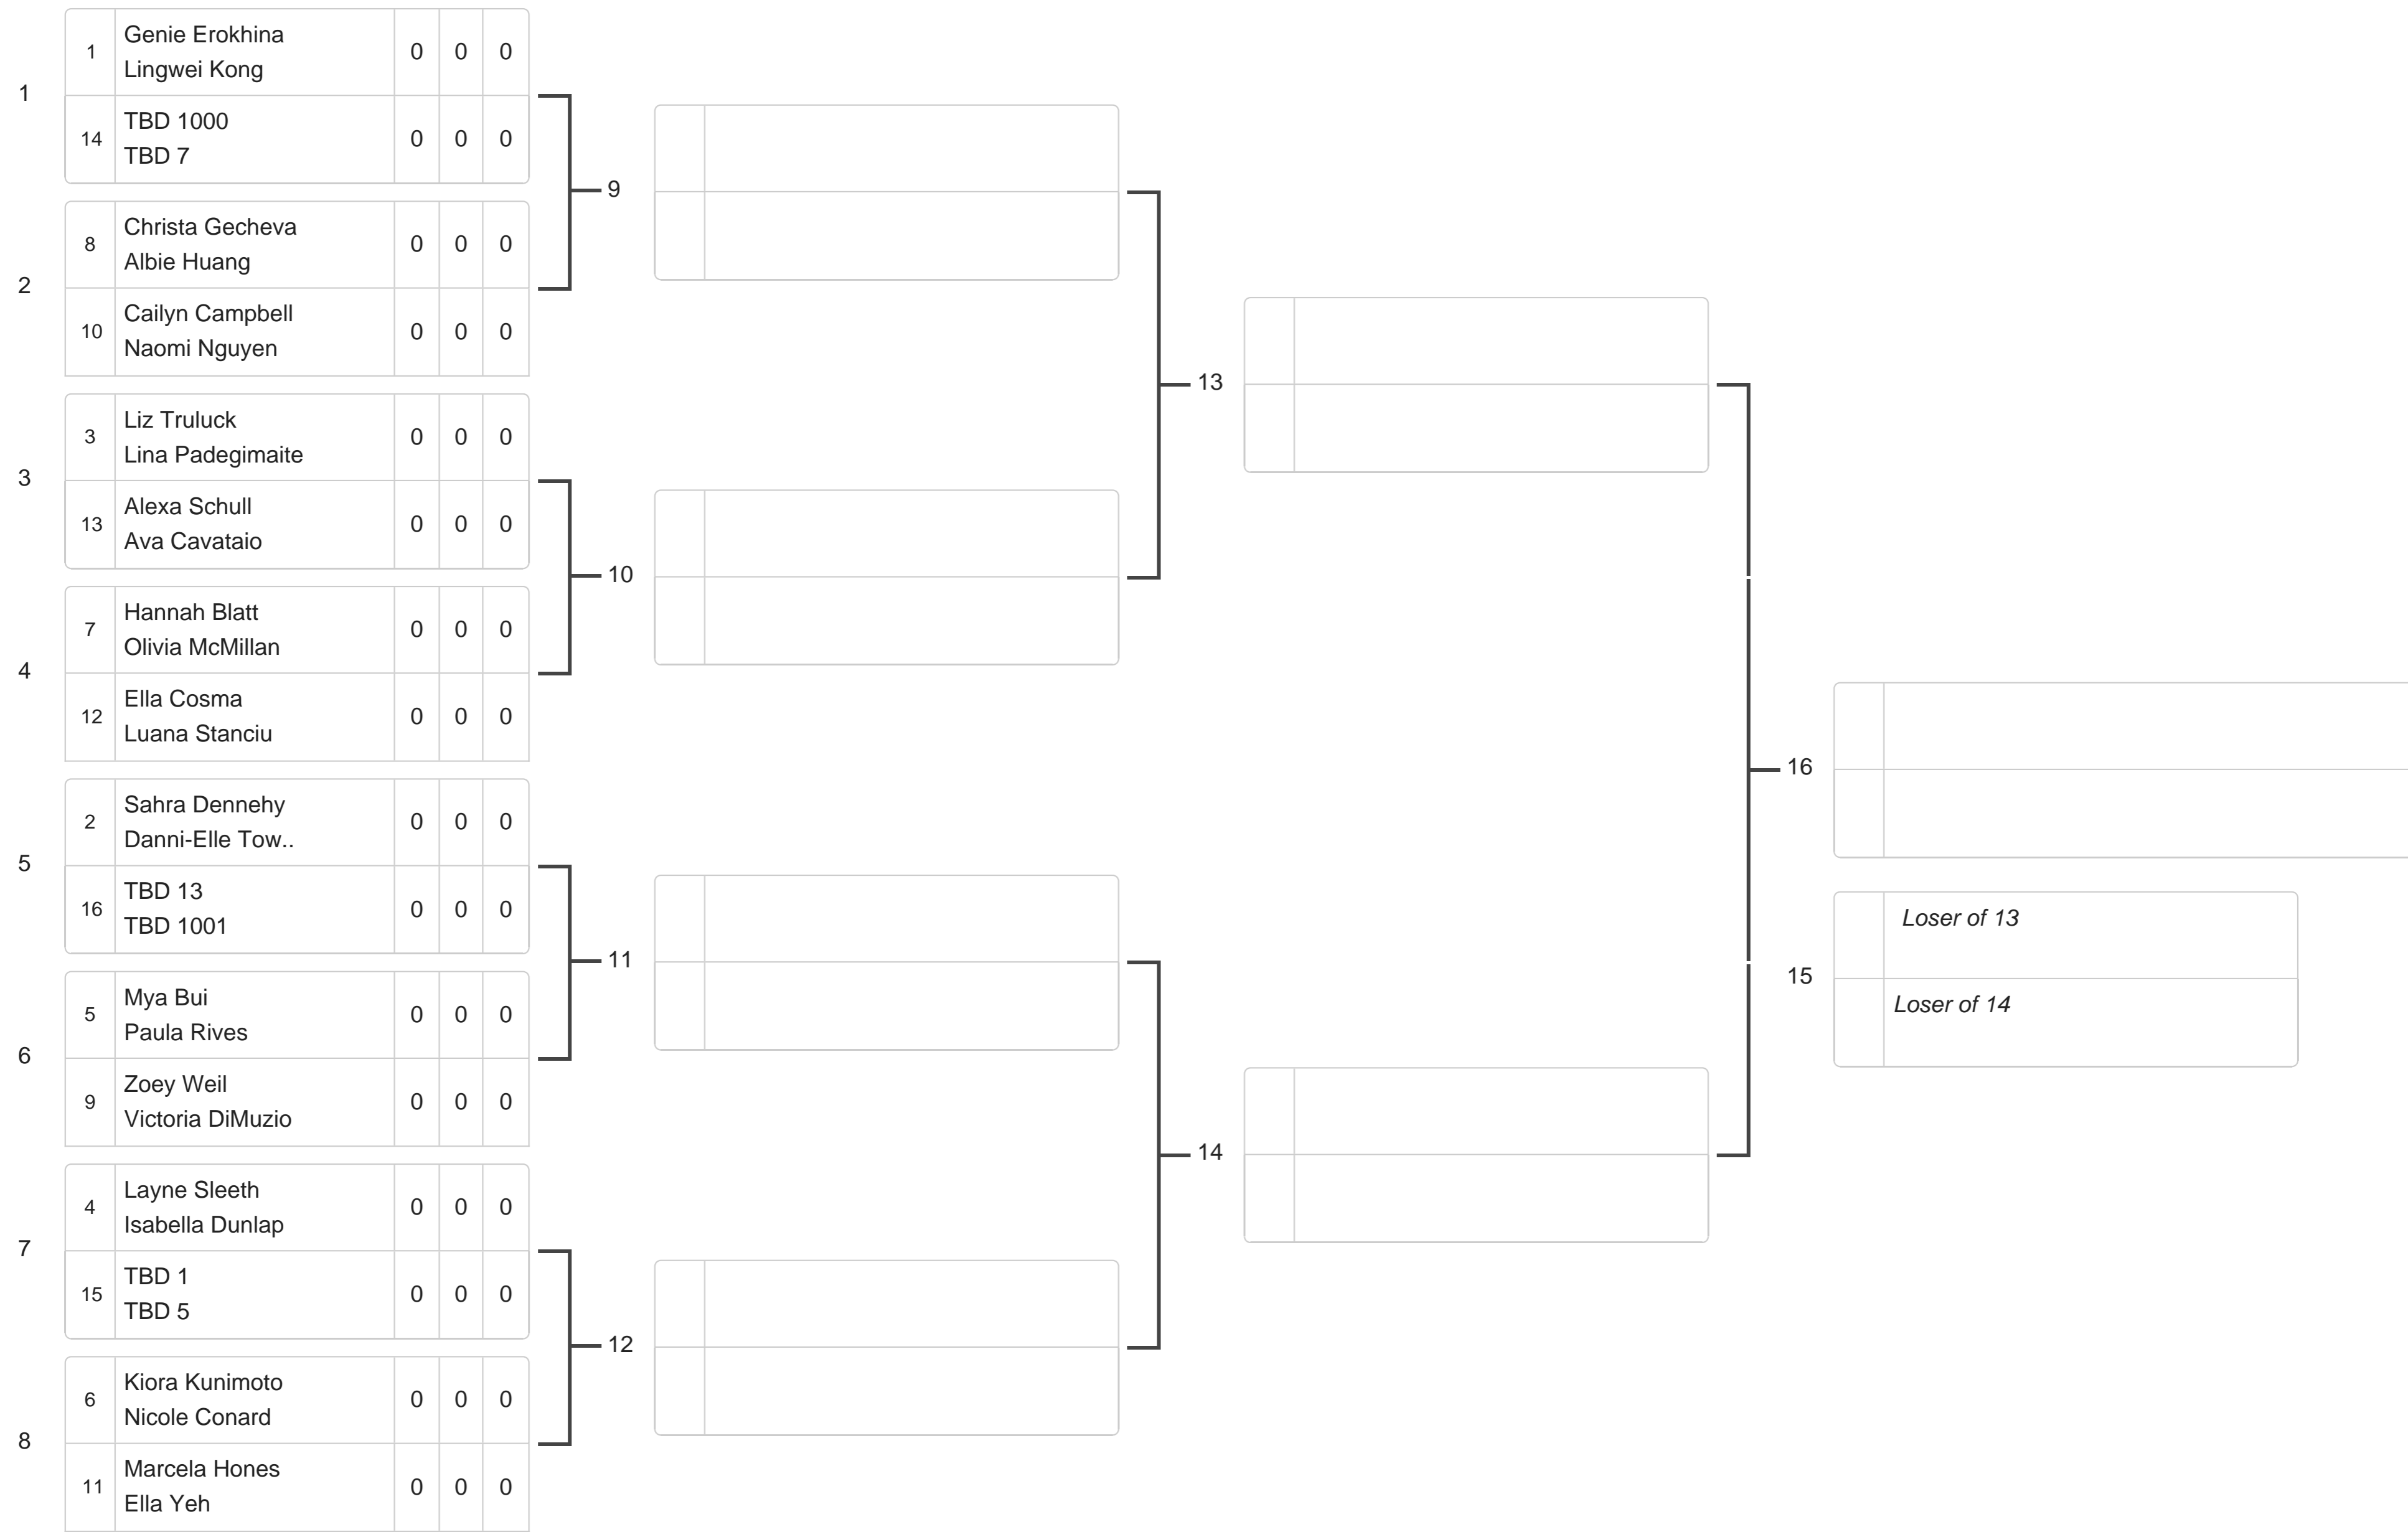 1
1 Genie Erokhina 0 0 0
Lingwei Kong
14 TBD 1000 0 0 0
TBD 7
2
8 Christa Gecheva 0 0 0
Albie Huang
10 Cailyn Campbell 0 0 0
Naomi Nguyen
3
3 Liz Truluck 0 0 0
Lina Padegimaite
13 Alexa Schull 0 0 0
Ava Cavataio
4
7 Hannah Blatt 0 0 0
Olivia McMillan
12 Ella Cosma 0 0 0
Luana Stanciu
5
2 Sahra Dennehy 0 0 0
Danni-Elle Tow..
16 TBD 13 0 0 0
TBD 1001
6
5 Mya Bui 0 0 0
Paula Rives
9 Zoey Weil 0 0 0
Victoria DiMuzio
7
4 Layne Sleeth 0 0 0
Isabella Dunlap
15 TBD 1 0 0 0
TBD 5
8
6 Kiora Kunimoto 0 0 0
Nicole Conard
11 Marcela Hones 0 0 0
Ella Yeh
9
10
11
12
13
14
16
15
Loser of 13
Loser of 14